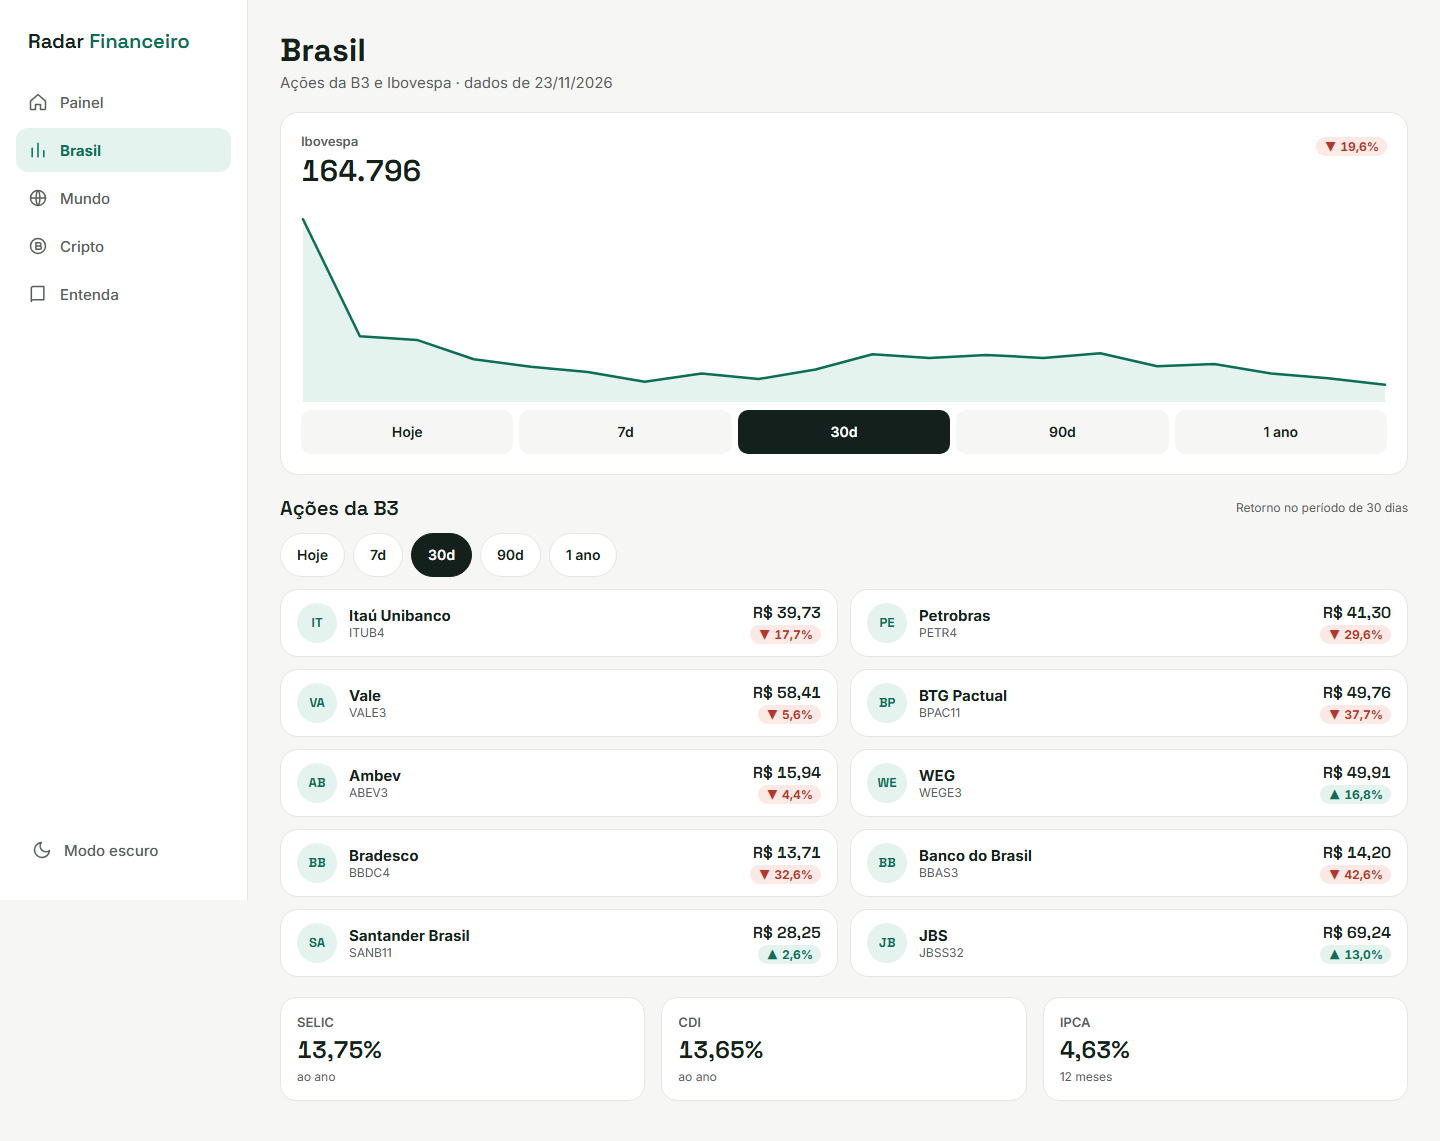 Radar Financeiro
Painel
Brasil
Mundo
Cripto
Entenda
Modo escuro
Brasil
Ações da B3 e Ibovespa · dados de 23/11/2026
Ibovespa
164.796
▼ 19,6%
Hoje
7d
30d
90d
1 ano
Ações da B3
Retorno no período de 30 dias
Hoje
7d
30d
90d
1 ano
IT
Itaú Unibanco
ITUB4
R$ 39,73
▼ 17,7%
PE
Petrobras
PETR4
R$ 41,30
▼ 29,6%
VA
Vale
VALE3
R$ 58,41
▼ 5,6%
BP
BTG Pactual
BPAC11
R$ 49,76
▼ 37,7%
AB
Ambev
ABEV3
R$ 15,94
▼ 4,4%
WE
WEG
WEGE3
R$ 49,91
▲ 16,8%
BB
Bradesco
BBDC4
R$ 13,71
▼ 32,6%
BB
Banco do Brasil
BBAS3
R$ 14,20
▼ 42,6%
SA
Santander Brasil
SANB11
R$ 28,25
▲ 2,6%
JB
JBS
JBSS32
R$ 69,24
▲ 13,0%
SELIC
13,75%
ao ano
CDI
13,65%
ao ano
IPCA
4,63%
12 meses